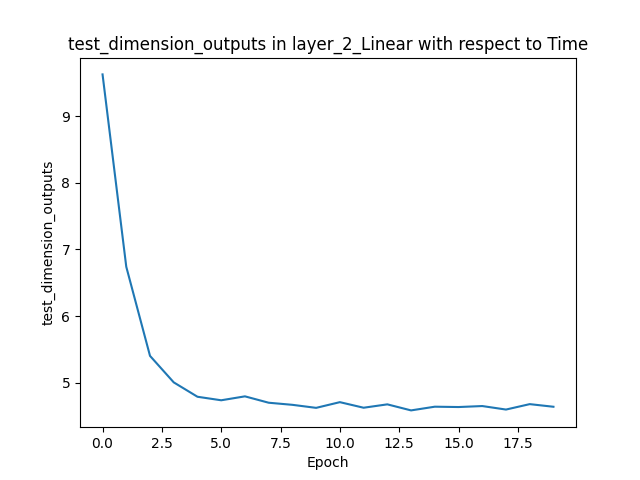 test_dimension_outputs in layer_2_Linear with respect to Time
test_dimension_outputs
9
8
7
6
5
0.0 2.5 5.0 7.5 10.0 12.5 15.0 17.5
Epoch